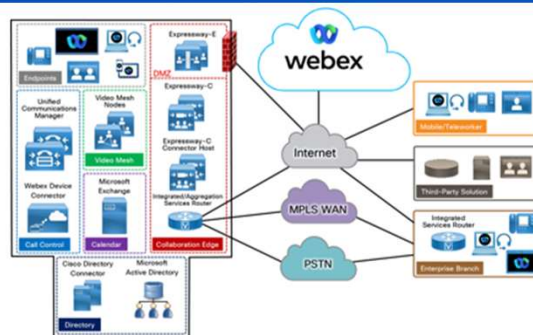 Endpoints
Expressway-E
DMZ
Unified
Communications
Manager
Webex Device
Connector
Call Control
Video Mesh
Nodes
Video Mesh
Microsoft
Exchange
Calendar
Expressway-C
Expressway-C
Connector Host
Integrated/Aggregation
Services Router
Collaboration Edge
Cisco Directory
Connector
Microsoft
Active Directory
Directory
webex
Internet
MPLS WAN
PSTN
Mobile/Teleworker
Third-Party Solution
Integrated
Services Router
Enterprise Branch